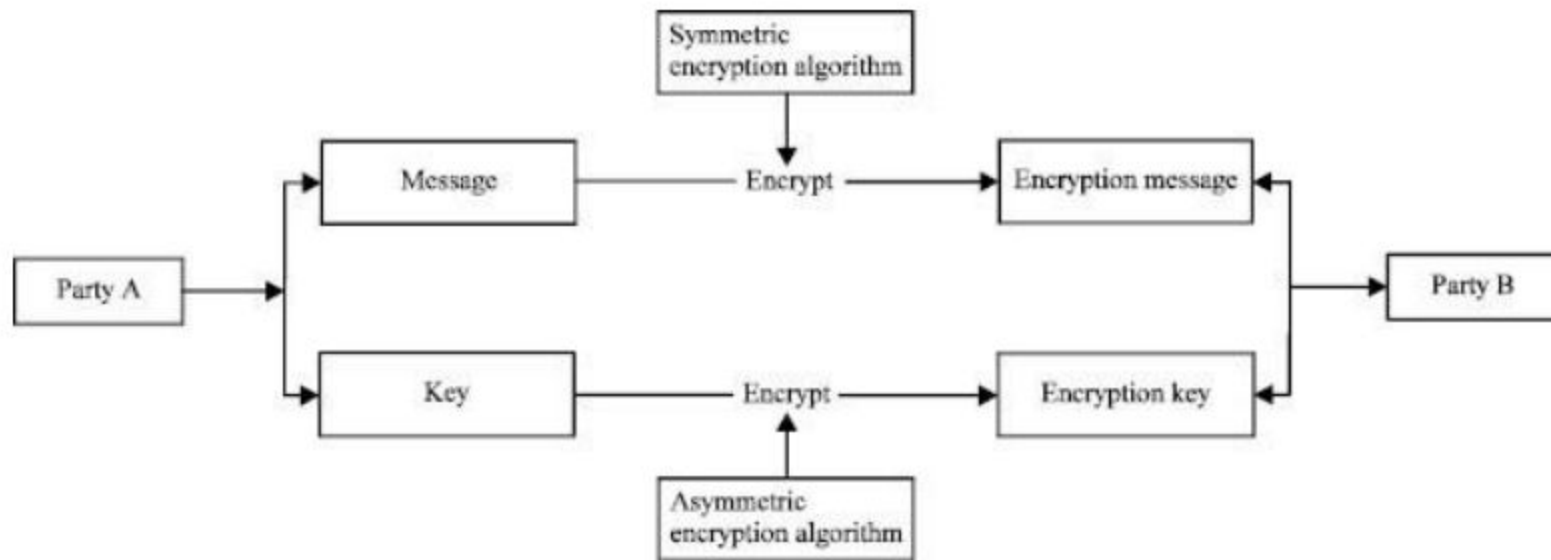 Symmetric
encryption algorithm
Message
Encrypt
Encryption message
Party A
Party B
Key
Encrypt
Encryption key
Asymmetric
encryption algorithm